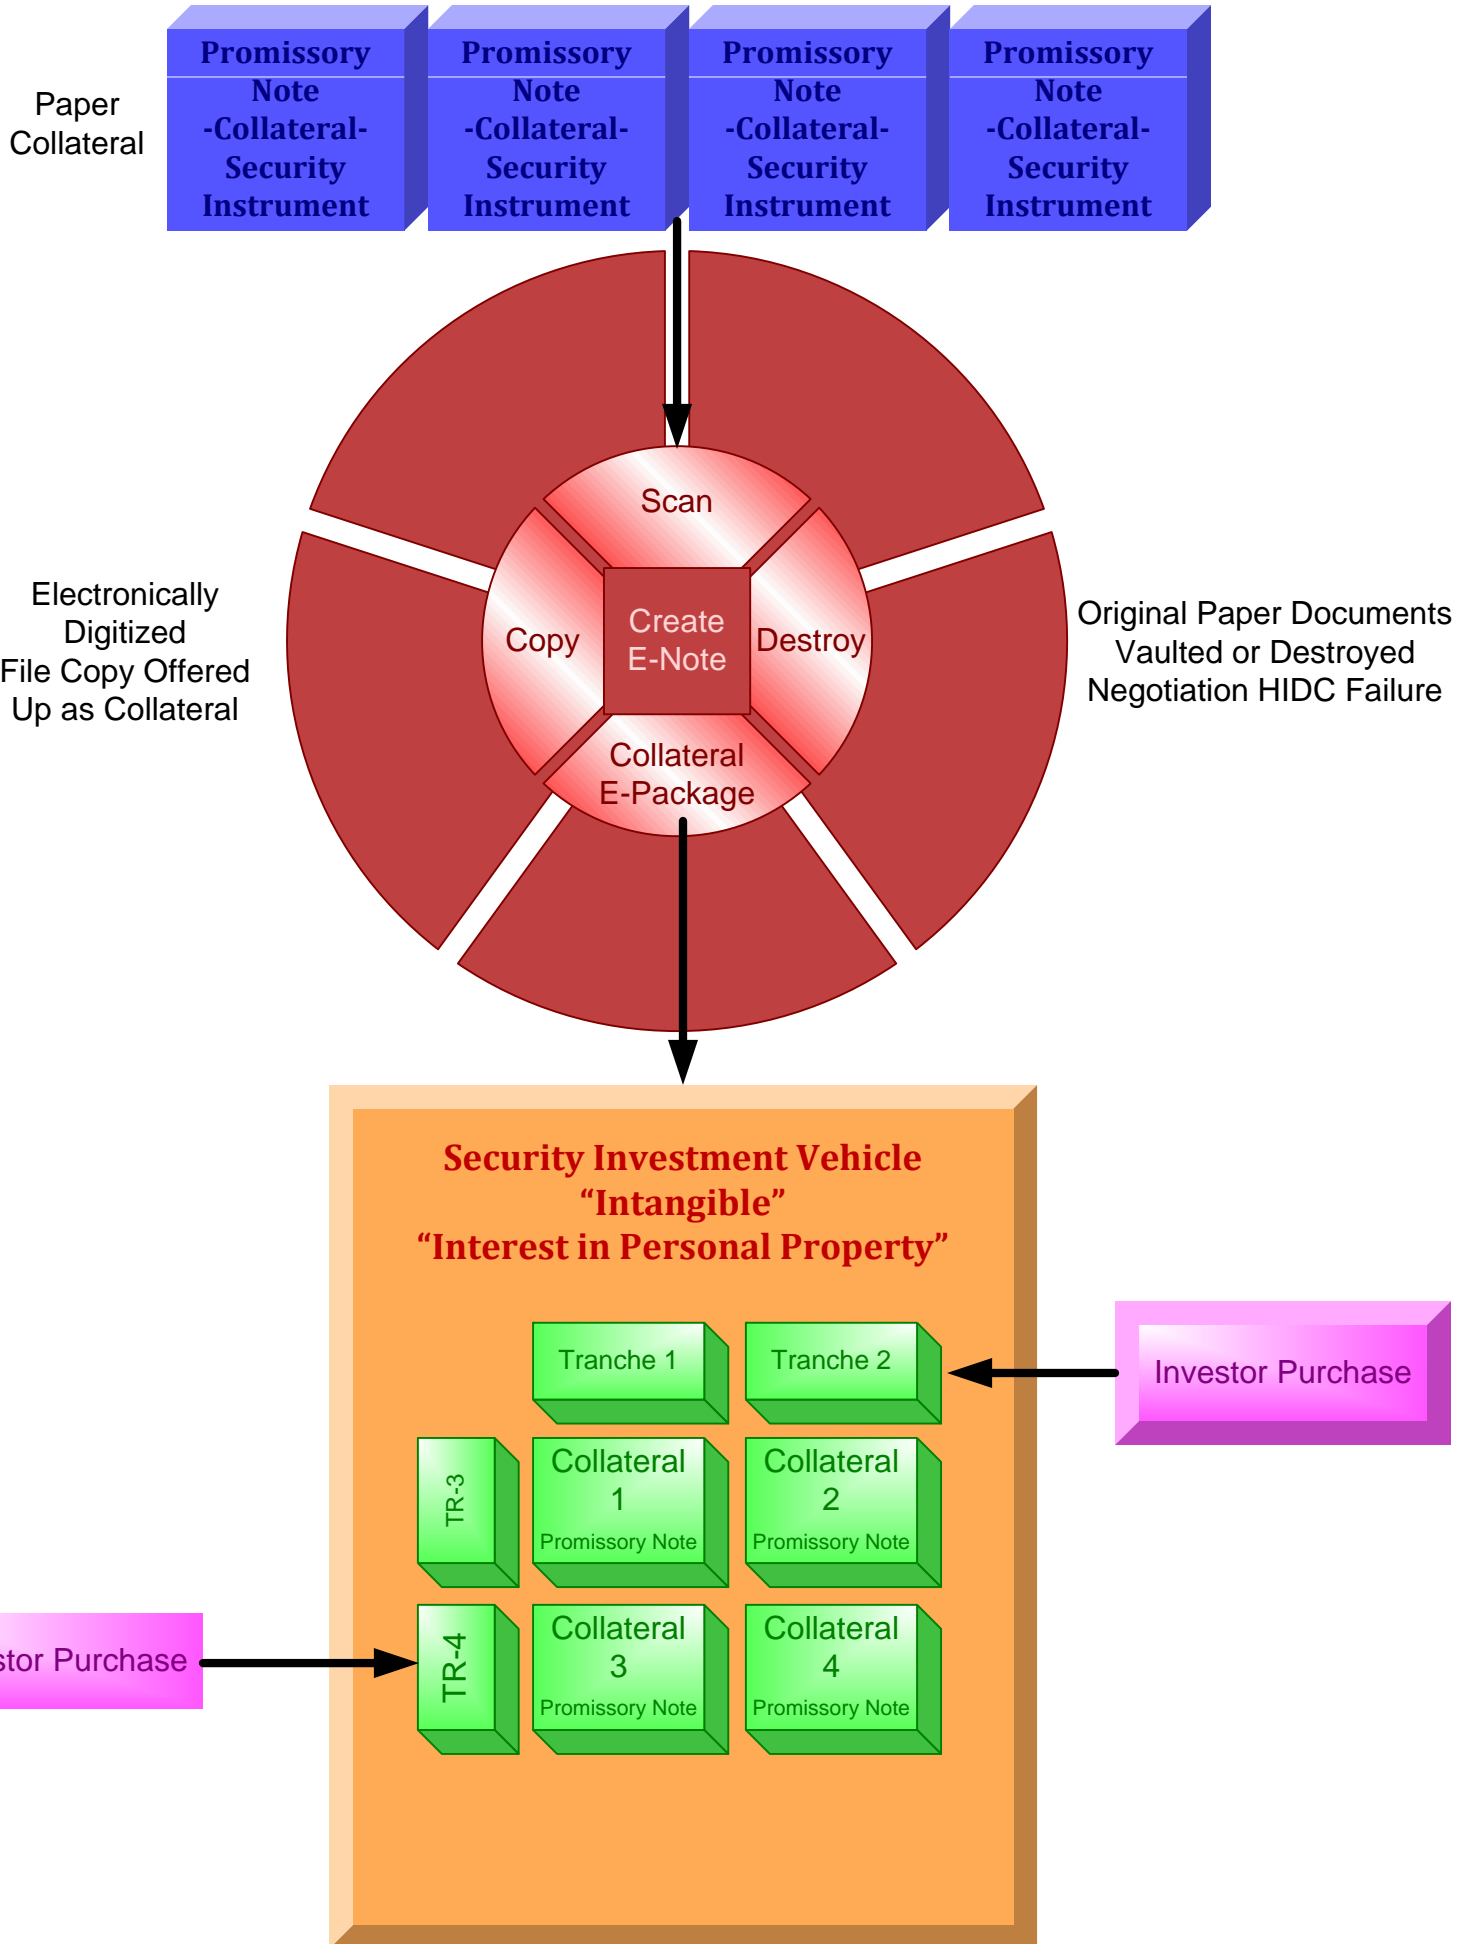 Paper
Collateral
Promissory
Note
-Collateral-
Security
Instrument
Promissory
Note
-Collateral-
Security
Instrument
Promissory
Note
-Collateral-
Security
Instrument
Promissory
Note
-Collateral-
Security
Instrument
Scan
Copy
Create
E-Note
Destroy
Collateral
E-Package
Electronically
Digitized
File Copy Offered
Up as Collateral
Original Paper Documents
Vaulted or Destroyed
Negotiation HIDC Failure
Security Investment Vehicle
“Intangible”
“Interest in Personal Property”
Tranche 1
Tranche 2
Investor Purchase
TR-3
Collateral
1
Promissory Note
Collateral
2
Promissory Note
stor Purchase
TR-4
Collateral
3
Promissory Note
Collateral
4
Promissory Note